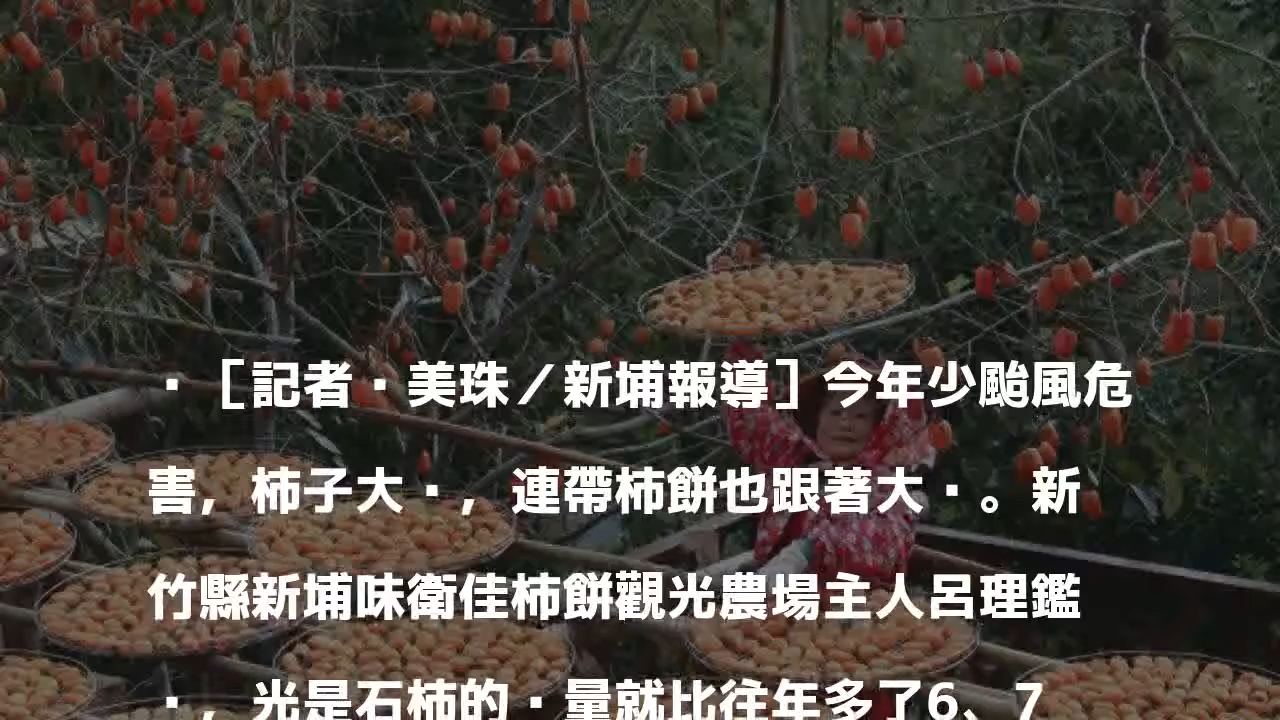 ·［記者·美珠／新埔報導］今年少颱風危
害，柿子大·，連帶柿餅也跟著大·。新
竹縣新埔味衛佳柿餅觀光農場主人呂理鑑
·，光是石柿的·量就比往年多了6、7